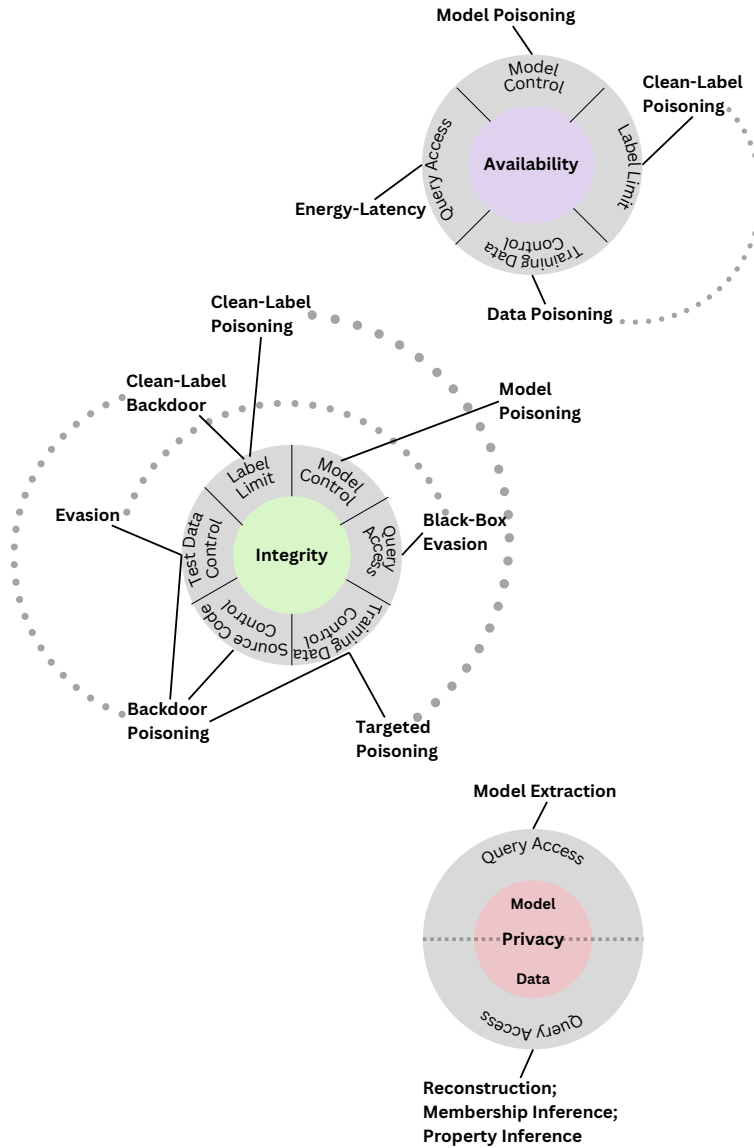 Model Poisoning
Model
Control
Clean-Label
Poisoning
Query Access
Availability
Label Limit
Energy-Latency
Training Data
Control
Data Poisoning
Clean-Label
Poisoning
Clean-Label
Backdoor
Model
Poisoning
Label
Limit
Model
Control
Evasion
Test Data
Control
Integrity
Query
Access
Black-Box
Evasion
Source Code
Control
Training Data
Control
Backdoor
Poisoning
Targeted
Poisoning
Model Extraction
Query Access
Model
Privacy
Data
Query Access
Reconstruction;
Membership Inference;
Property Inference